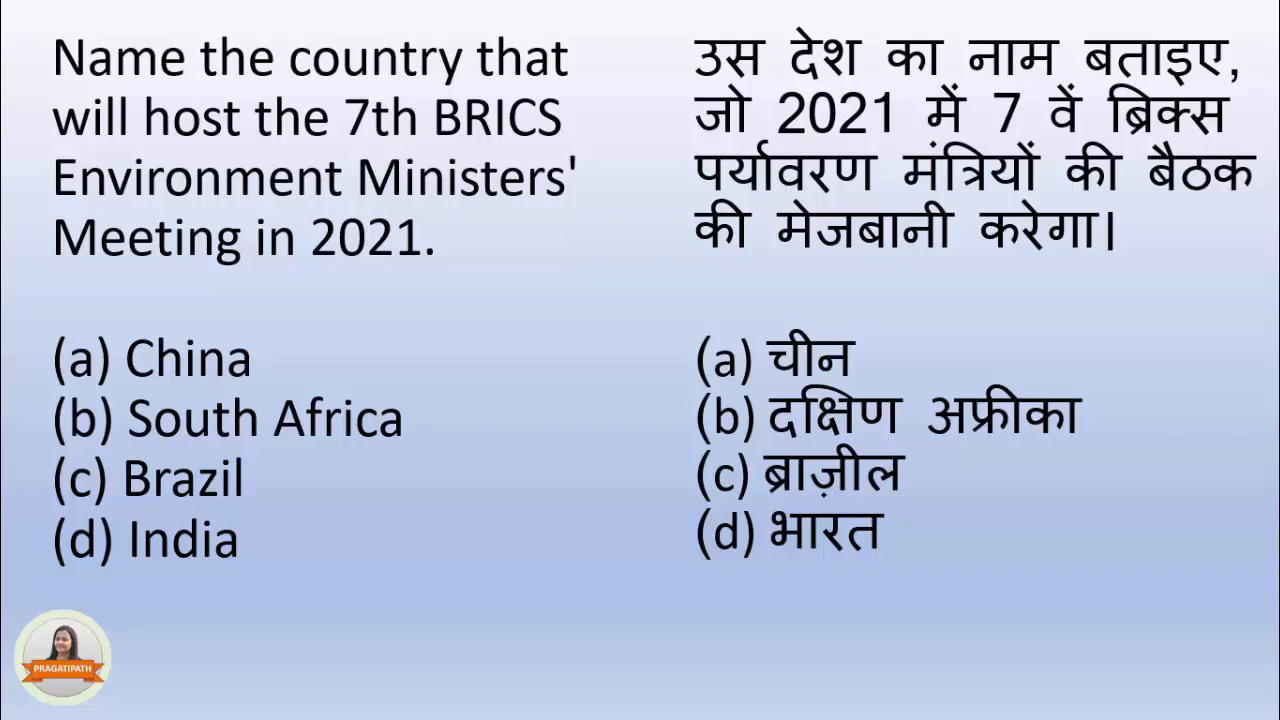 Name the country that
will host the 7th BRICS
Environment Ministers'
Meeting in 2021.
(a) China
(b) South Africa
(c) Brazil
(d) India
उस देश का नाम बताइए,
जो 2021 में 7 वें ब्रिक्स
पर्यावरण मंत्रियों की बैठक
की मेजबानी करेगा।
(a) चीन
(b) दक्षिण अफ्रीका
(c) ब्राज़ील
(d) भारत
PRAGATIPATH